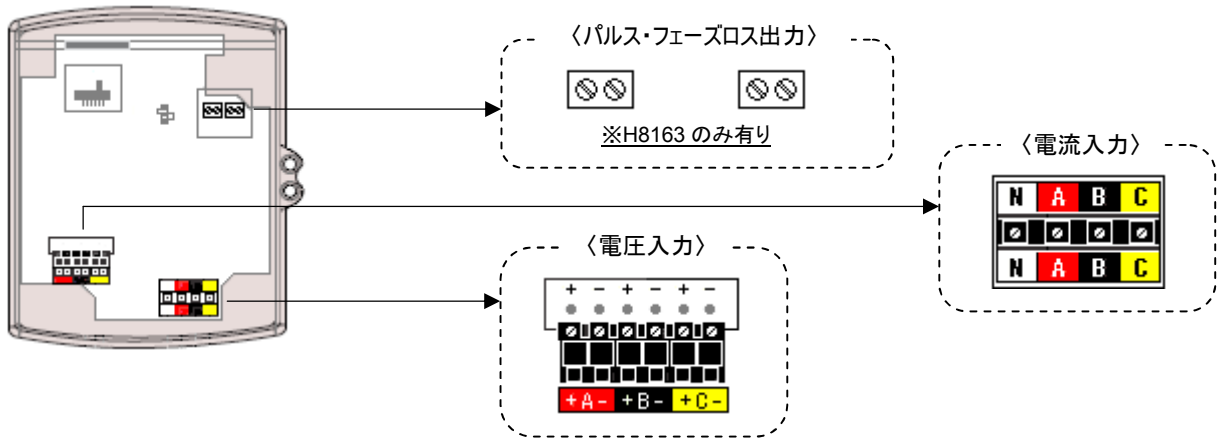 〈パルス・フェーズロス出力〉
※H8163 のみ有り
〈電流入力〉
N A B C
N A B C
〈電圧入力〉
+ − + − + −
+A- +B- +C-